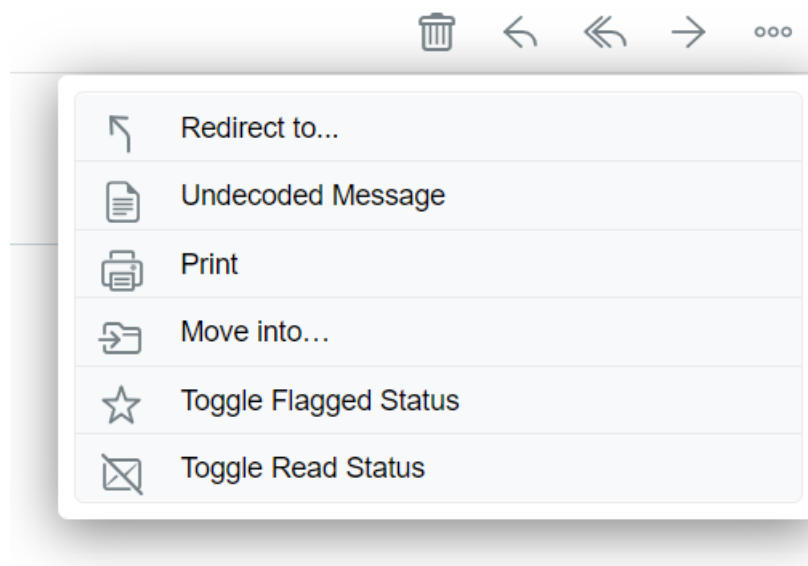 Redirect to...
Undecoded Message
Print
Move into…
Toggle Flagged Status
Toggle Read Status